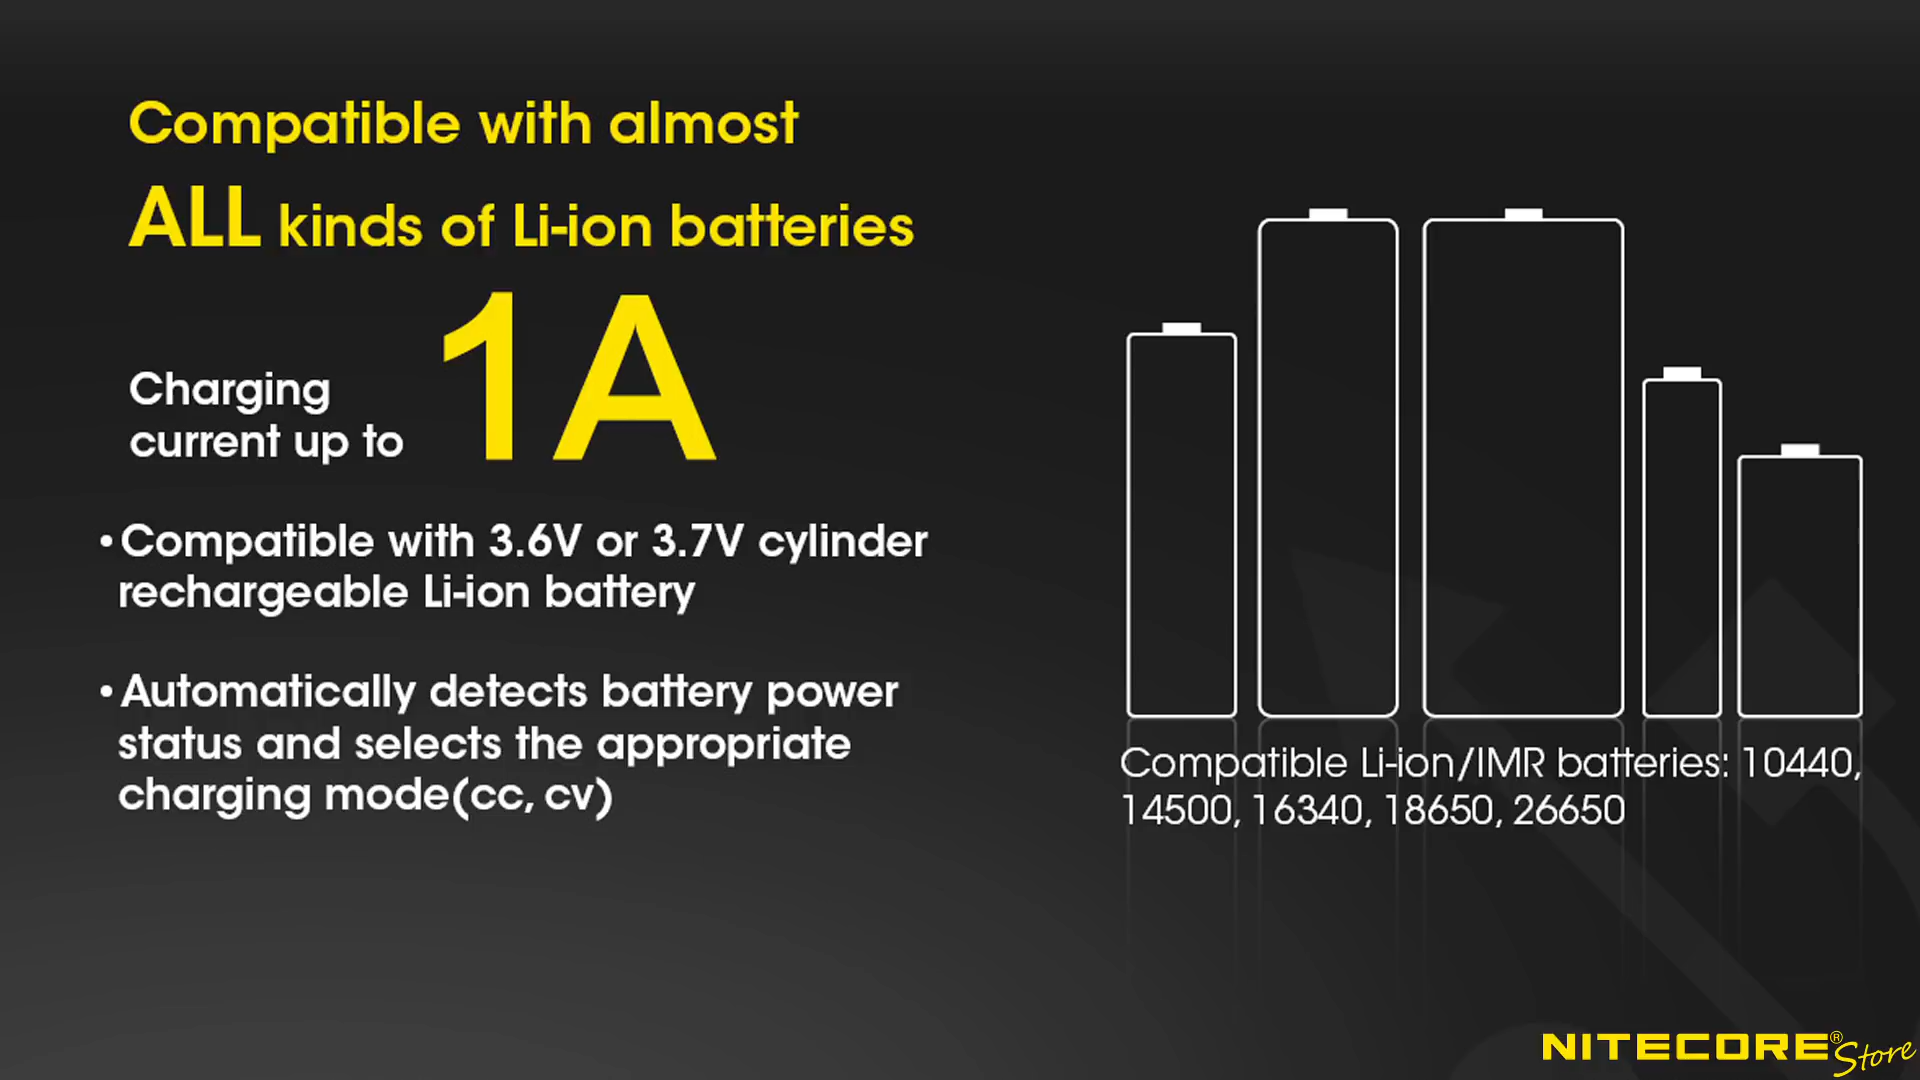 Compatible with almost
ALL kinds of Li-ion batteries
Charging
current up to
1A
• Compatible with 3.6V or 3.7V cylinder
rechargeable Li-ion battery
• Automatically detects battery power
status and selects the appropriate
charging mode(cc, cv)
Compatible Li-ion/IMR batteries: 10440,
14500, 16340, 18650, 26650
NITECORE® Store